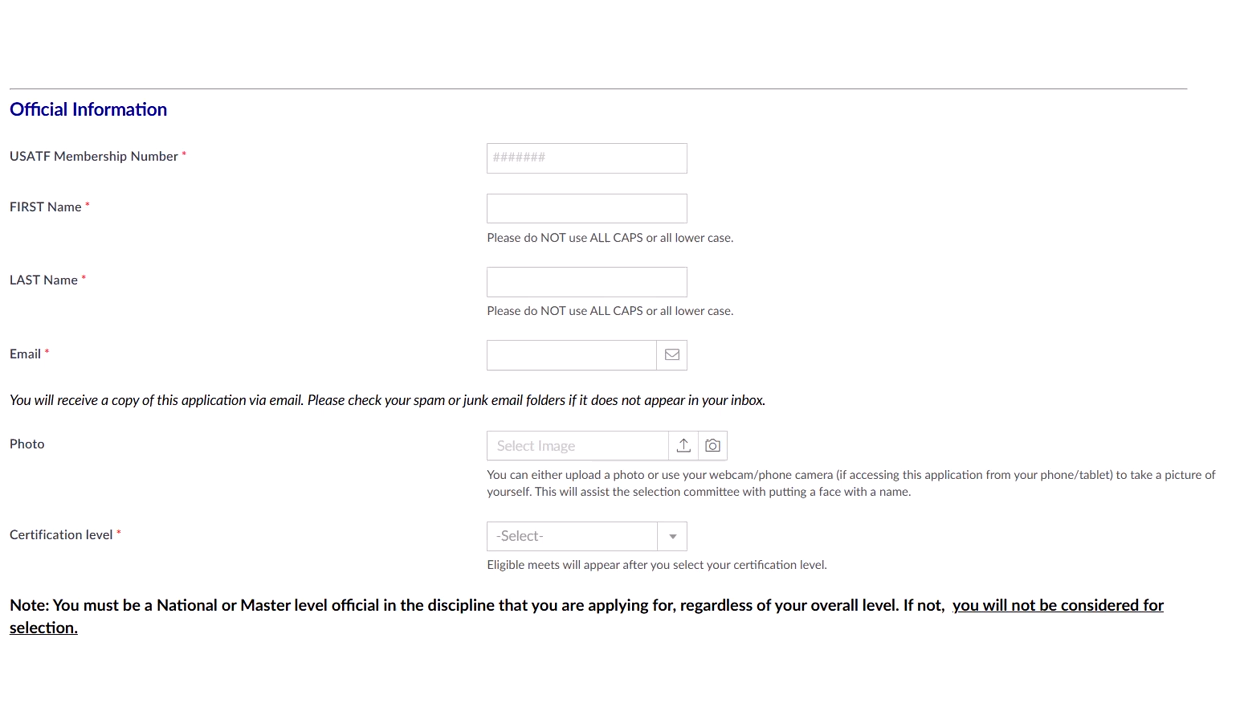 Official Information
USATF Membership Number *
#######
FIRST Name *
Please do NOT use ALL CAPS or all lower case.
LAST Name *
Please do NOT use ALL CAPS or all lower case.
Email *
You will receive a copy of this application via email. Please check your spam or junk email folders if it does not appear in your inbox.
Photo
Select Image
You can either upload a photo or use your webcam/phone camera (if accessing this application from your phone/tablet) to take a picture of
yourself. This will assist the selection committee with putting a face with a name.
Certification level *
-Select-
Eligible meets will appear after you select your certification level.
Note: You must be a National or Master level official in the discipline that you are applying for, regardless of your overall level. If not, you will not be considered for
selection.